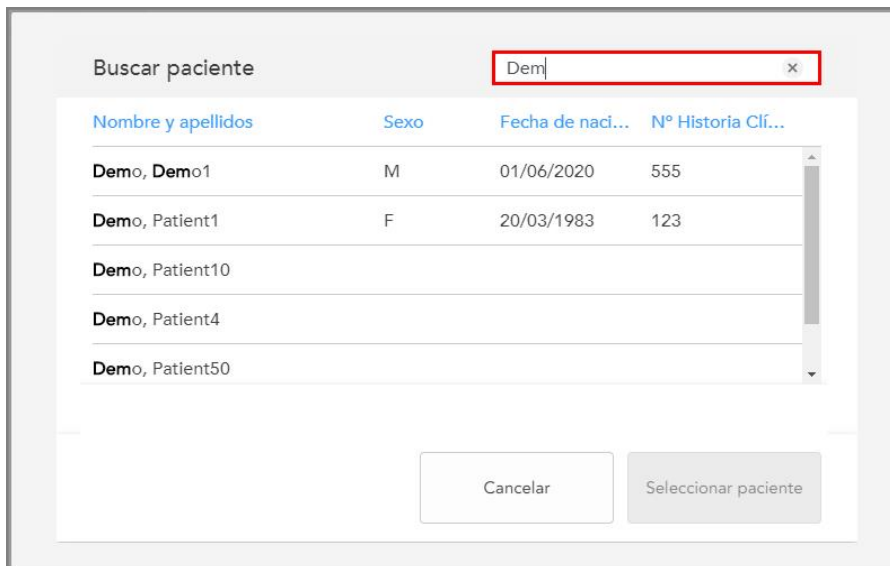 Buscar paciente Dem
Nombre y apellidos Sexo Fecha de naci... Nº Historia Clí...
Demo, Demo1 M 01/06/2020 555
Demo, Patient1 F 20/03/1983 123
Demo, Patient10
Demo, Patient4
Demo, Patient50
Cancelar Seleccionar paciente